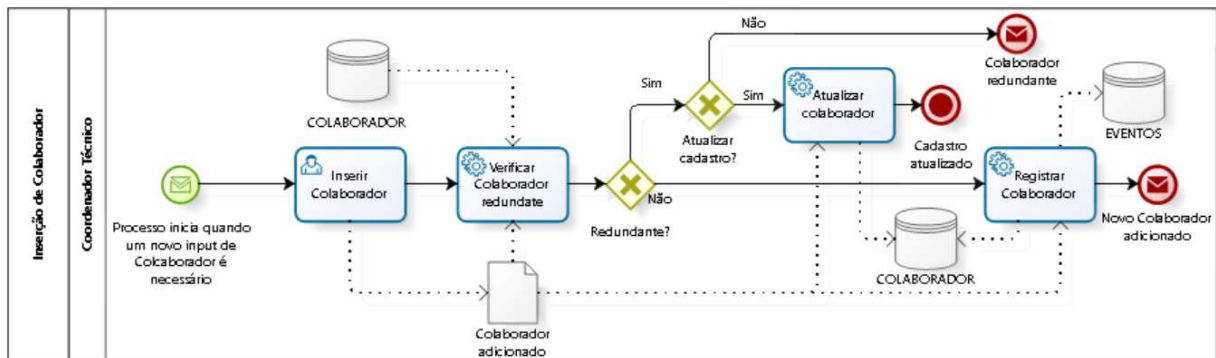 Inserção de Colaborador
Coordenador Técnico
Processo inicia quando
um novo input de
Colcaborador é
necessário
COLABORADOR
Inserir
Colaborador
Verificar
Colaborador
redundate
Colaborador
adicionado
Redundante?
Sim
Não
Atualizar
cadastro?
Não
Sim
Colaborador
redundante
Atualizar
colaborador
Cadastro
atualizado
COLABORADOR
Registrar
Colaborador
EVENTOS
Novo Colaborador
adicionado